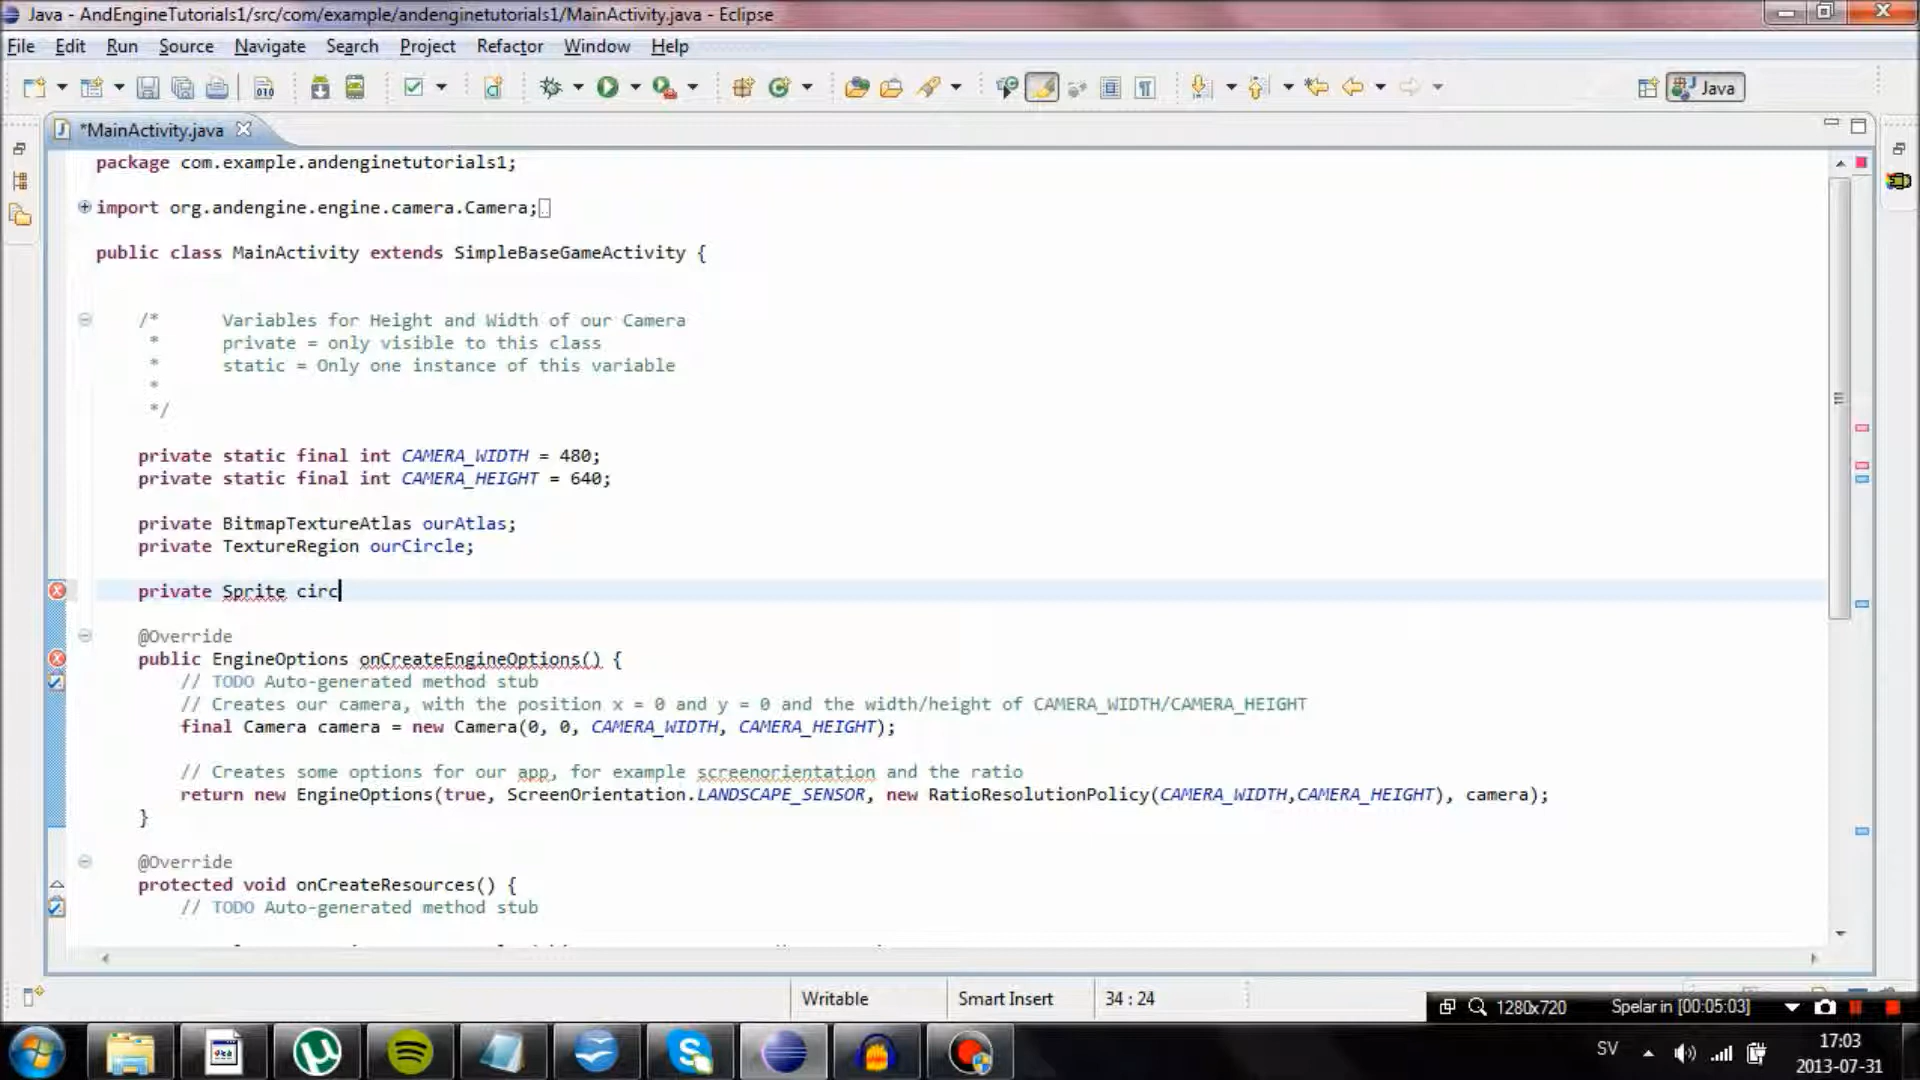 Java - AndEngineTutorials1/src/com/example/andenginetutorials1/MainActivity.java - Eclipse
File Edit Run Source Navigate Search Project Refactor Window Help
Java
*MainActivity.java
package com.example.andenginetutorials1;
import org.andengine.engine.camera.Camera;
public class MainActivity extends SimpleBaseGameActivity {
/* Variables for Height and Width of our Camera
* private = only visible to this class
* static = Only one instance of this variable
*
*/
private static final int CAMERA_WIDTH = 480;
private static final int CAMERA_HEIGHT = 640;
private BitmapTextureAtlas ourAtlas;
private TextureRegion ourCircle;
private Sprite circ
@Override
public EngineOptions onCreateEngineOptions() {
// TODO Auto-generated method stub
// Creates our camera, with the position x = 0 and y = 0 and the width/height of CAMERA_WIDTH/CAMERA_HEIGHT
final Camera camera = new Camera(0, 0, CAMERA_WIDTH, CAMERA_HEIGHT);
// Creates some options for our app, for example screenorientation and the ratio
return new EngineOptions(true, ScreenOrientation.LANDSCAPE_SENSOR, new RatioResolutionPolicy(CAMERA_WIDTH,CAMERA_HEIGHT), camera);
}
@Override
protected void onCreateResources() {
// TODO Auto-generated method stub
Writable Smart Insert 34 : 24
1280x720 Spelar in [00:05:03]
SV
17:03
2013-07-31